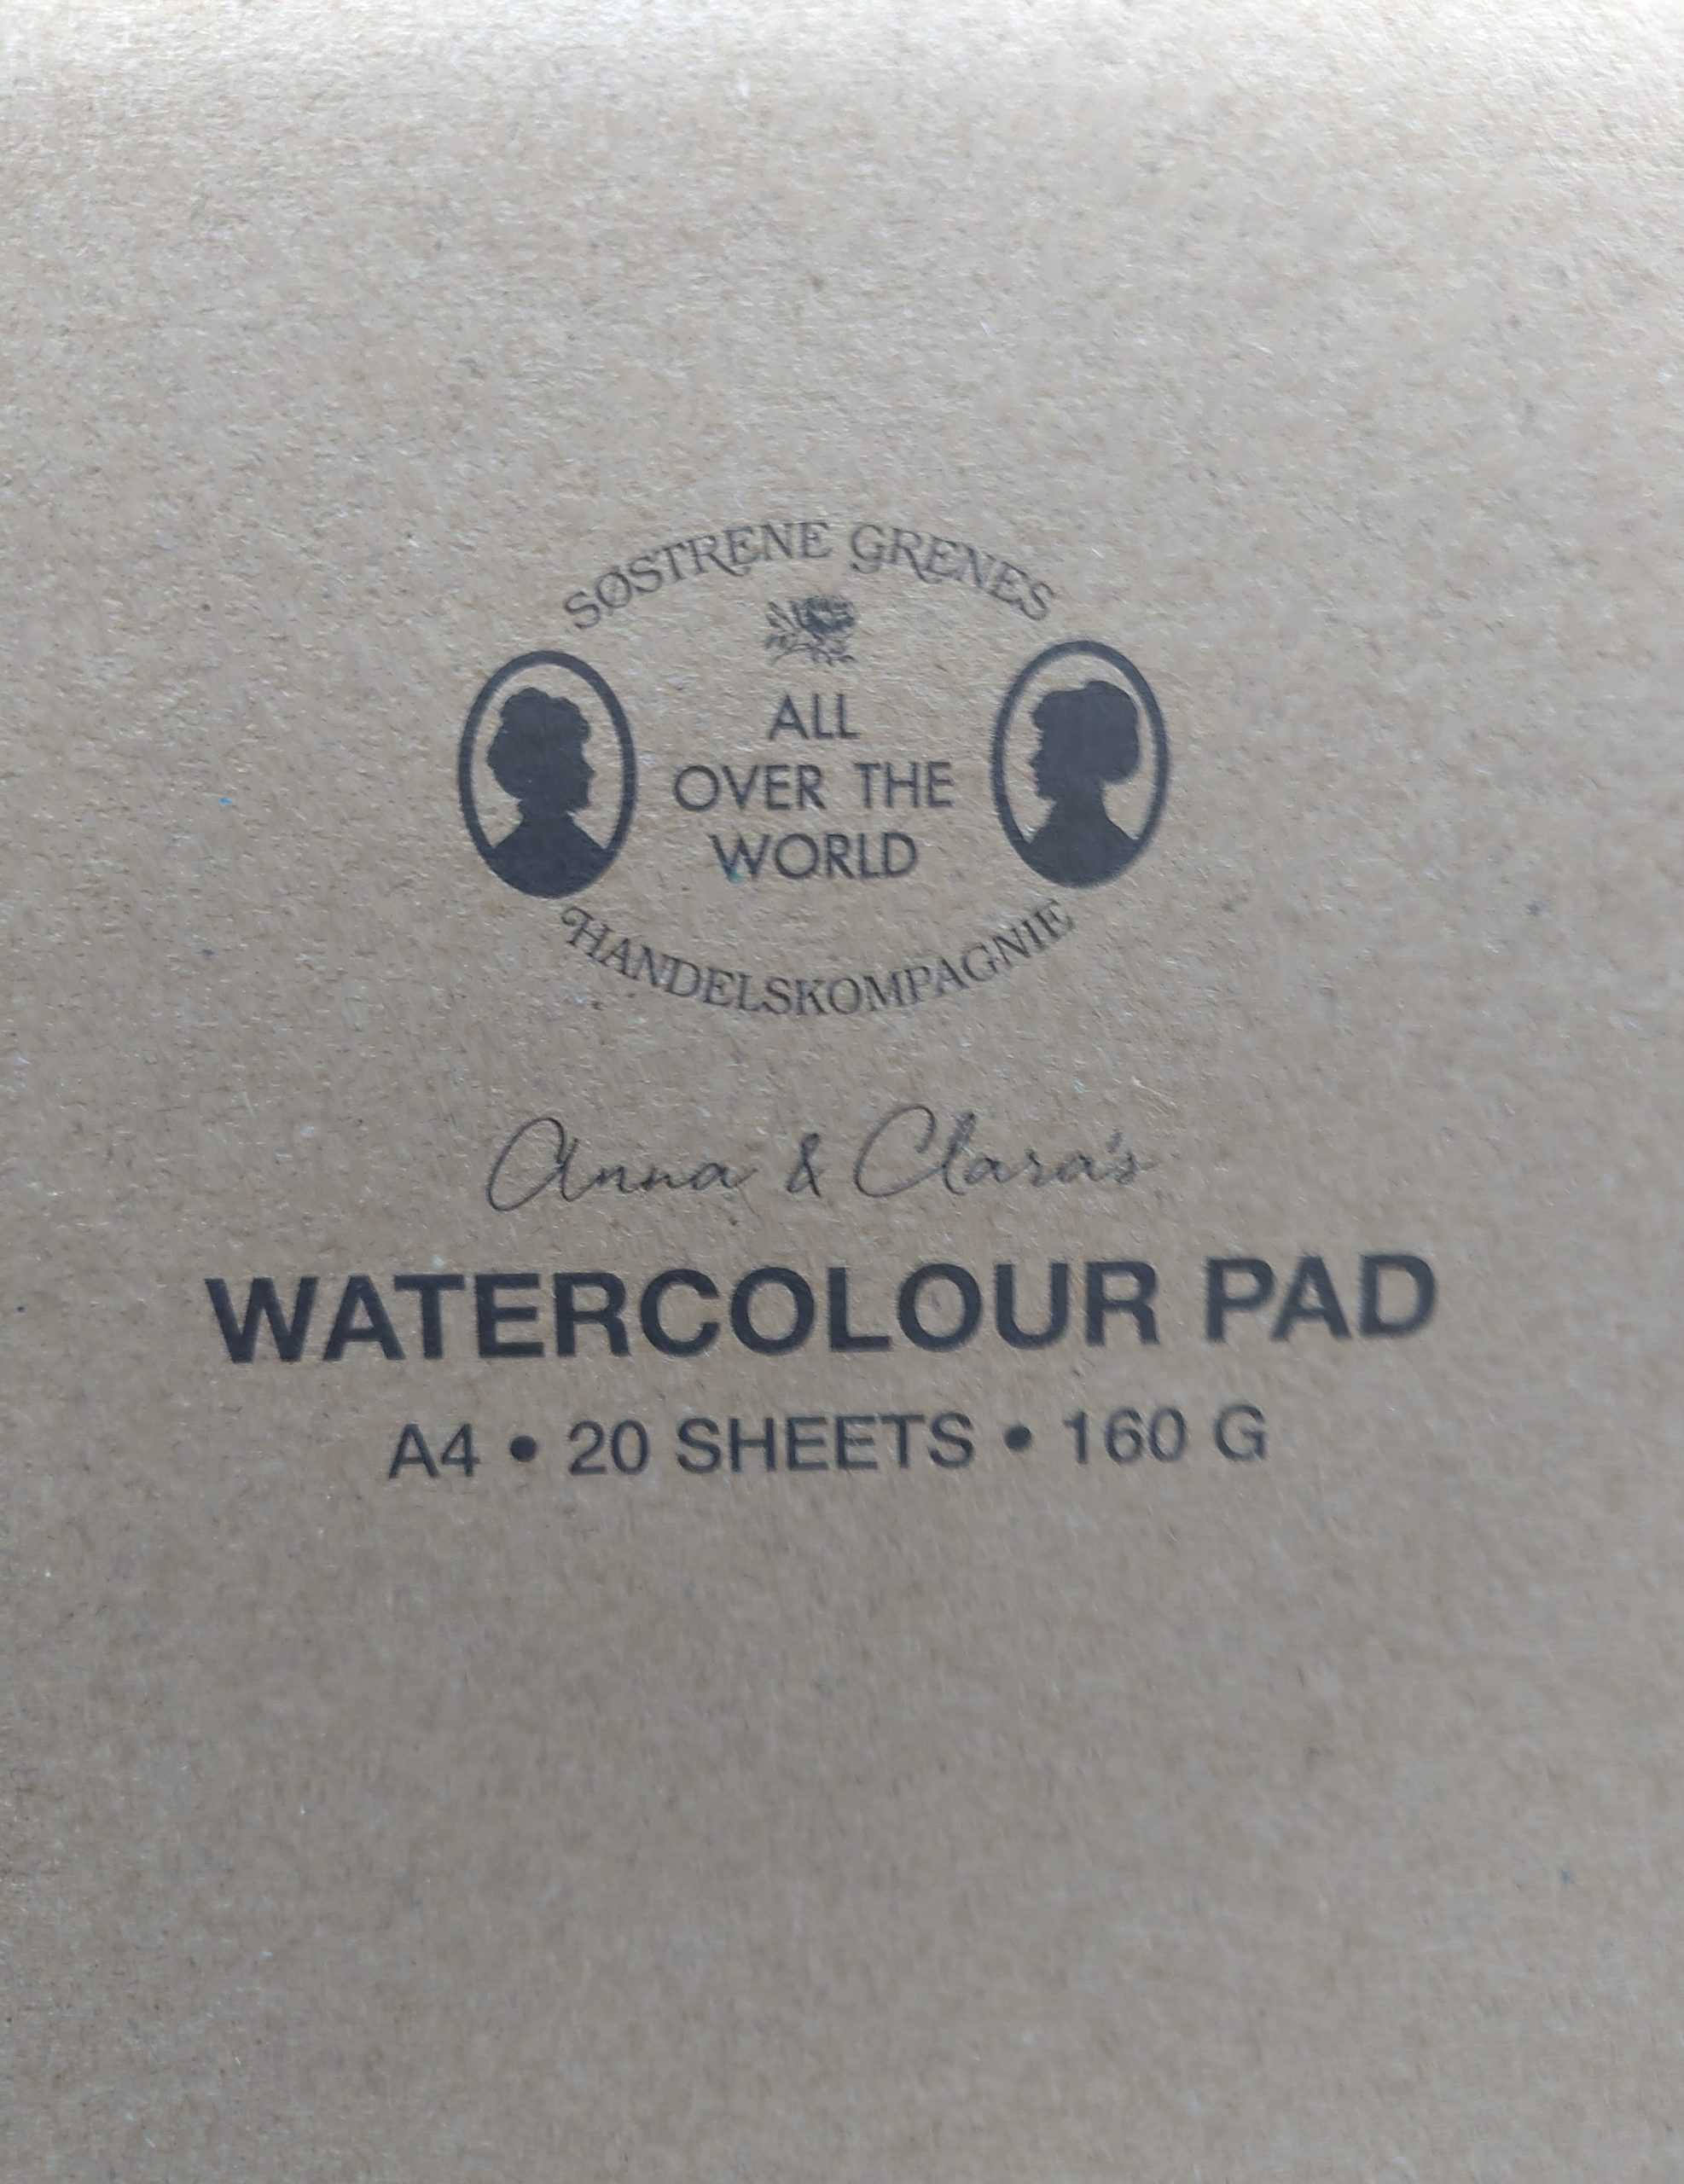 SØSTRENE GRENES
ALL
OVER THE
WORLD
HANDELSKOMPAGNIE
Anna & Clara's
WATERCOLOUR PAD
A4 • 20 SHEETS • 160 G